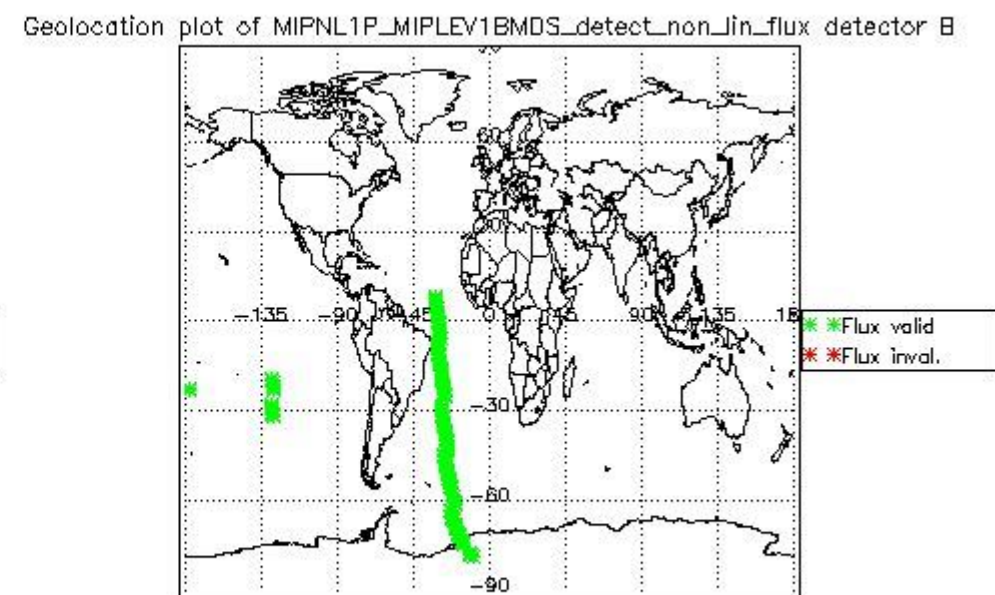 Geolocation plot of MIPNL1P_MIPLEV1BMDS_detect_non_lin_flux detector B
60
-135 -90 -45 0 45 90 135 18
Flux valid
Flux inval.
-30
-60
-90